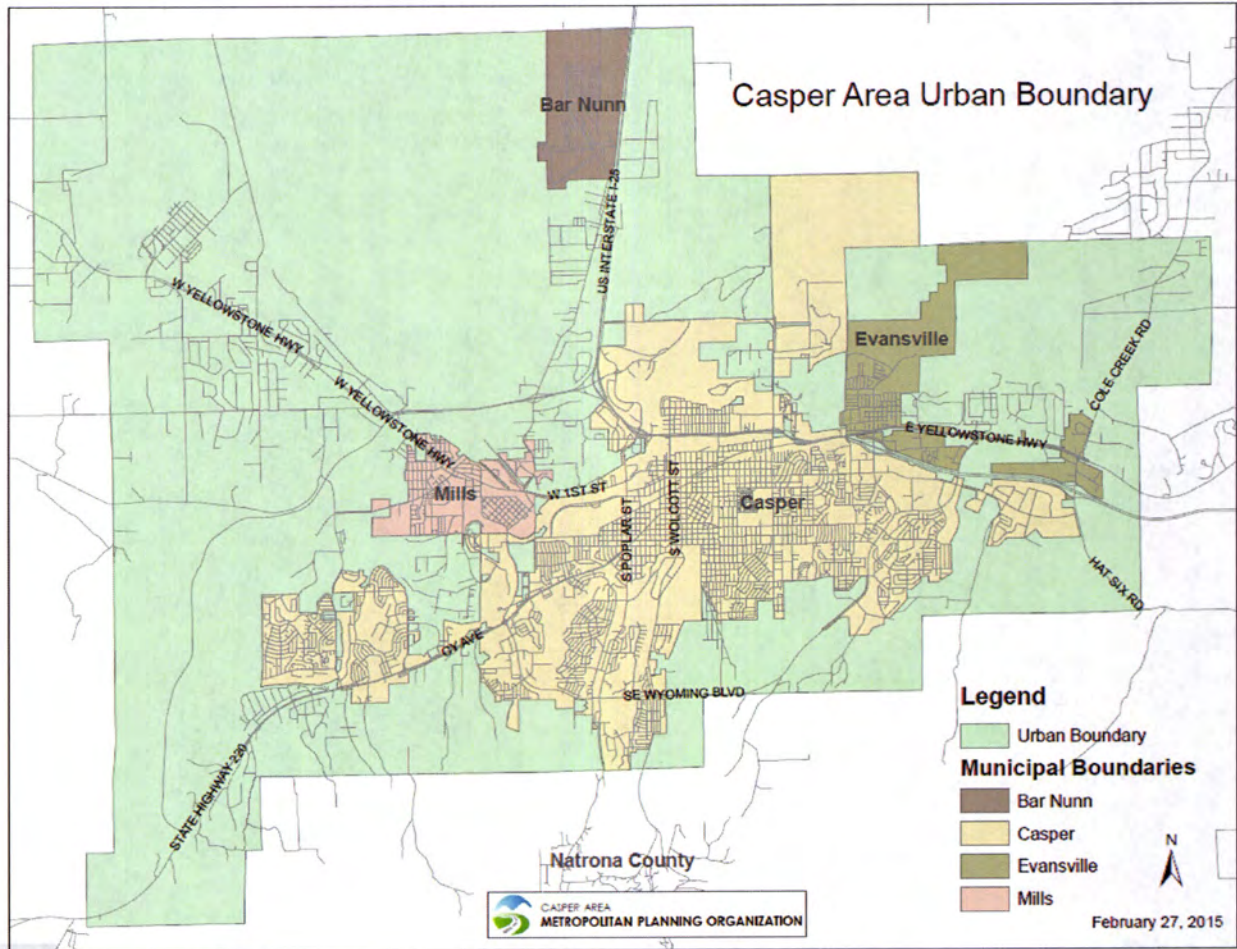 Casper Area Urban Boundary
Bar Nunn
US INTERSTATE I-25
W YELLOWSTONE HWY
W YELLOWSTONE HWY
Evansville
COLE CREEK RD
E YELLOWSTONE HWY
Mills
W 1ST ST
S POPLAR ST
S WOLCOTT ST
Casper
HAT SIX RD
CY AVE
SE WYOMING BLVD
STATE HIGHWAY 220
Natrona County
Legend
Urban Boundary
Municipal Boundaries
Bar Nunn
Casper
Evansville
Mills
N
February 27, 2015
CASPER AREA
METROPOLITAN PLANNING ORGANIZATION